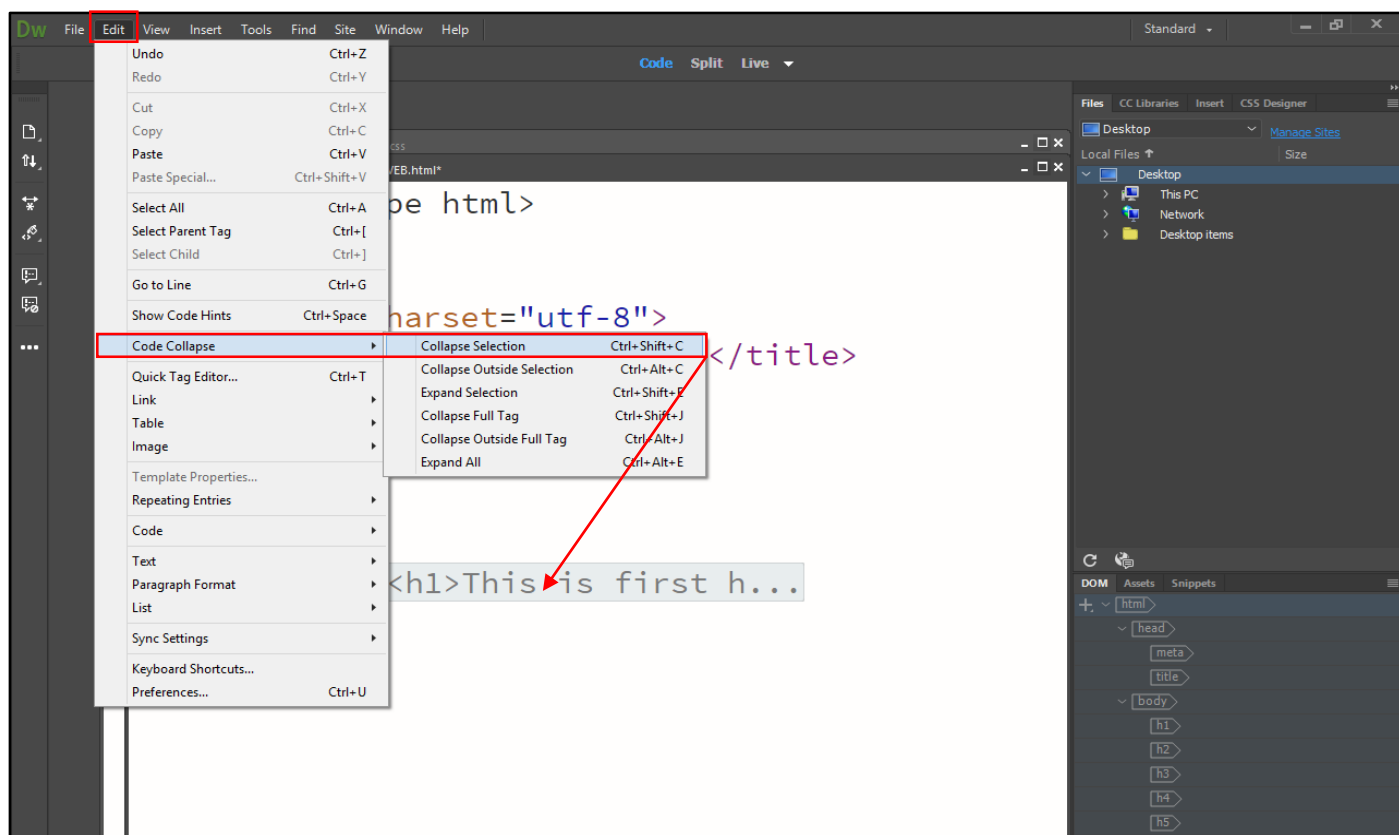 Dw File Edit View Insert Tools Find Site Window Help Standard
Code Split Live
Undo Ctrl+Z
Redo Ctrl+Y
Cut Ctrl+X
Copy Ctrl+C
Paste Ctrl+V
Paste Special... Ctrl+Shift+V
Select All Ctrl+A
Select Parent Tag Ctrl+[
Select Child Ctrl+]
Go to Line Ctrl+G
Show Code Hints Ctrl+Space
Code Collapse
Quick Tag Editor... Ctrl+T
Link
Table
Image
Template Properties...
Repeating Entries
Code
Text
Paragraph Format
List
Sync Settings
Keyboard Shortcuts...
Preferences... Ctrl+U
Collapse Selection Ctrl+Shift+C
Collapse Outside Selection Ctrl+Alt+C
Expand Selection Ctrl+Shift+E
Collapse Full Tag Ctrl+Shift+J
Collapse Outside Full Tag Ctrl+Alt+J
Expand All Ctrl+Alt+E
css
EB.html*
pe html>
harset="utf-8">
</title>
<h1>This is first h...
Files CC Libraries Insert CSS Designer
Desktop Manage Sites
Local Files Size
Desktop
This PC
Network
Desktop items
DOM Assets Snippets
html
head
meta
title
body
h1
h2
h3
h4
h5